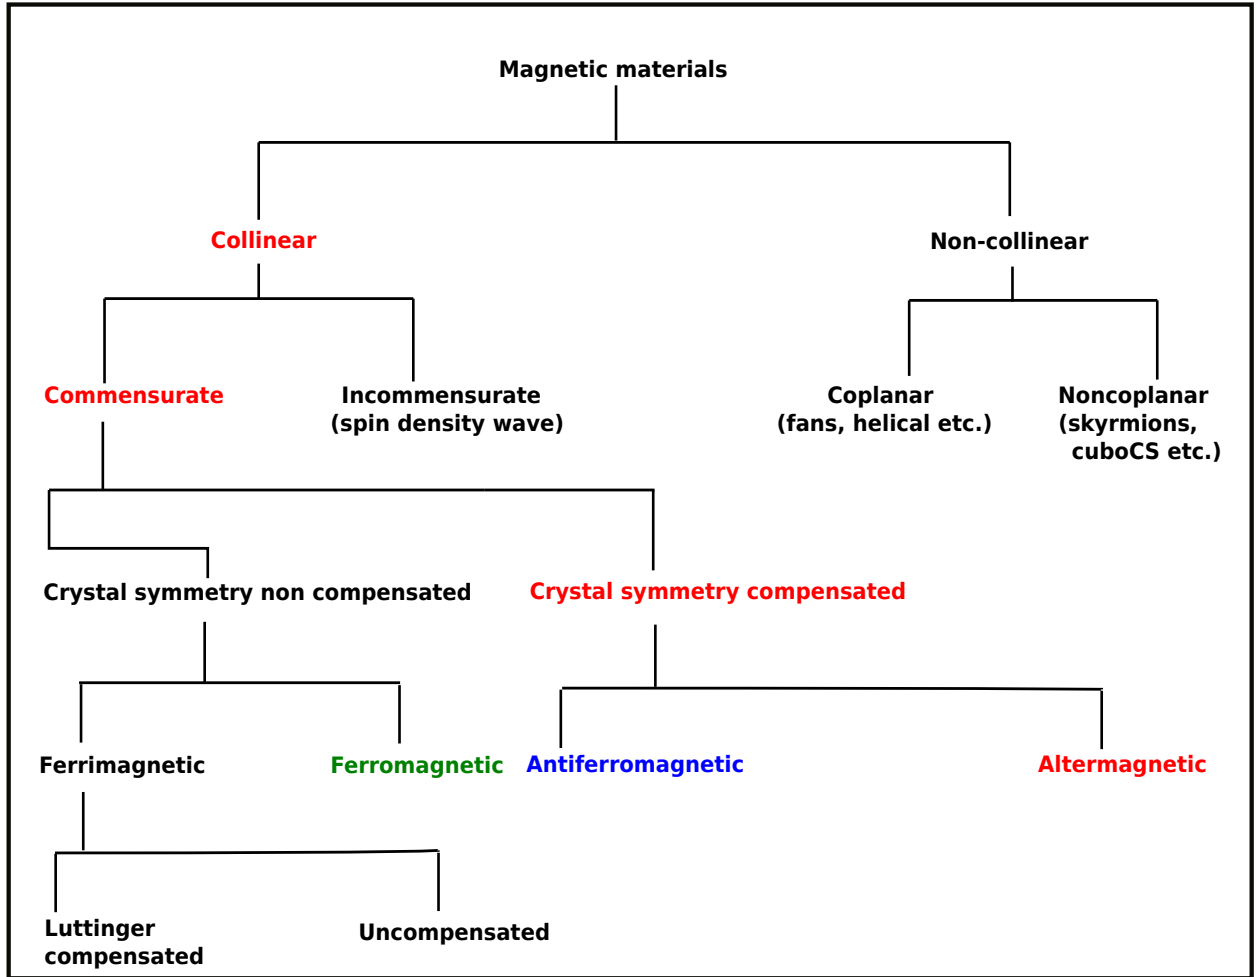 Magnetic materials
Collinear
Non-collinear
Commensurate
Incommensurate
(spin density wave)
Coplanar
(fans, helical etc.)
Noncoplanar
(skyrmions,
cuboCS etc.)
Crystal symmetry non compensated
Crystal symmetry compensated
Ferrimagnetic
Ferromagnetic
Antiferromagnetic
Altermagnetic
Luttinger
compensated
Uncompensated